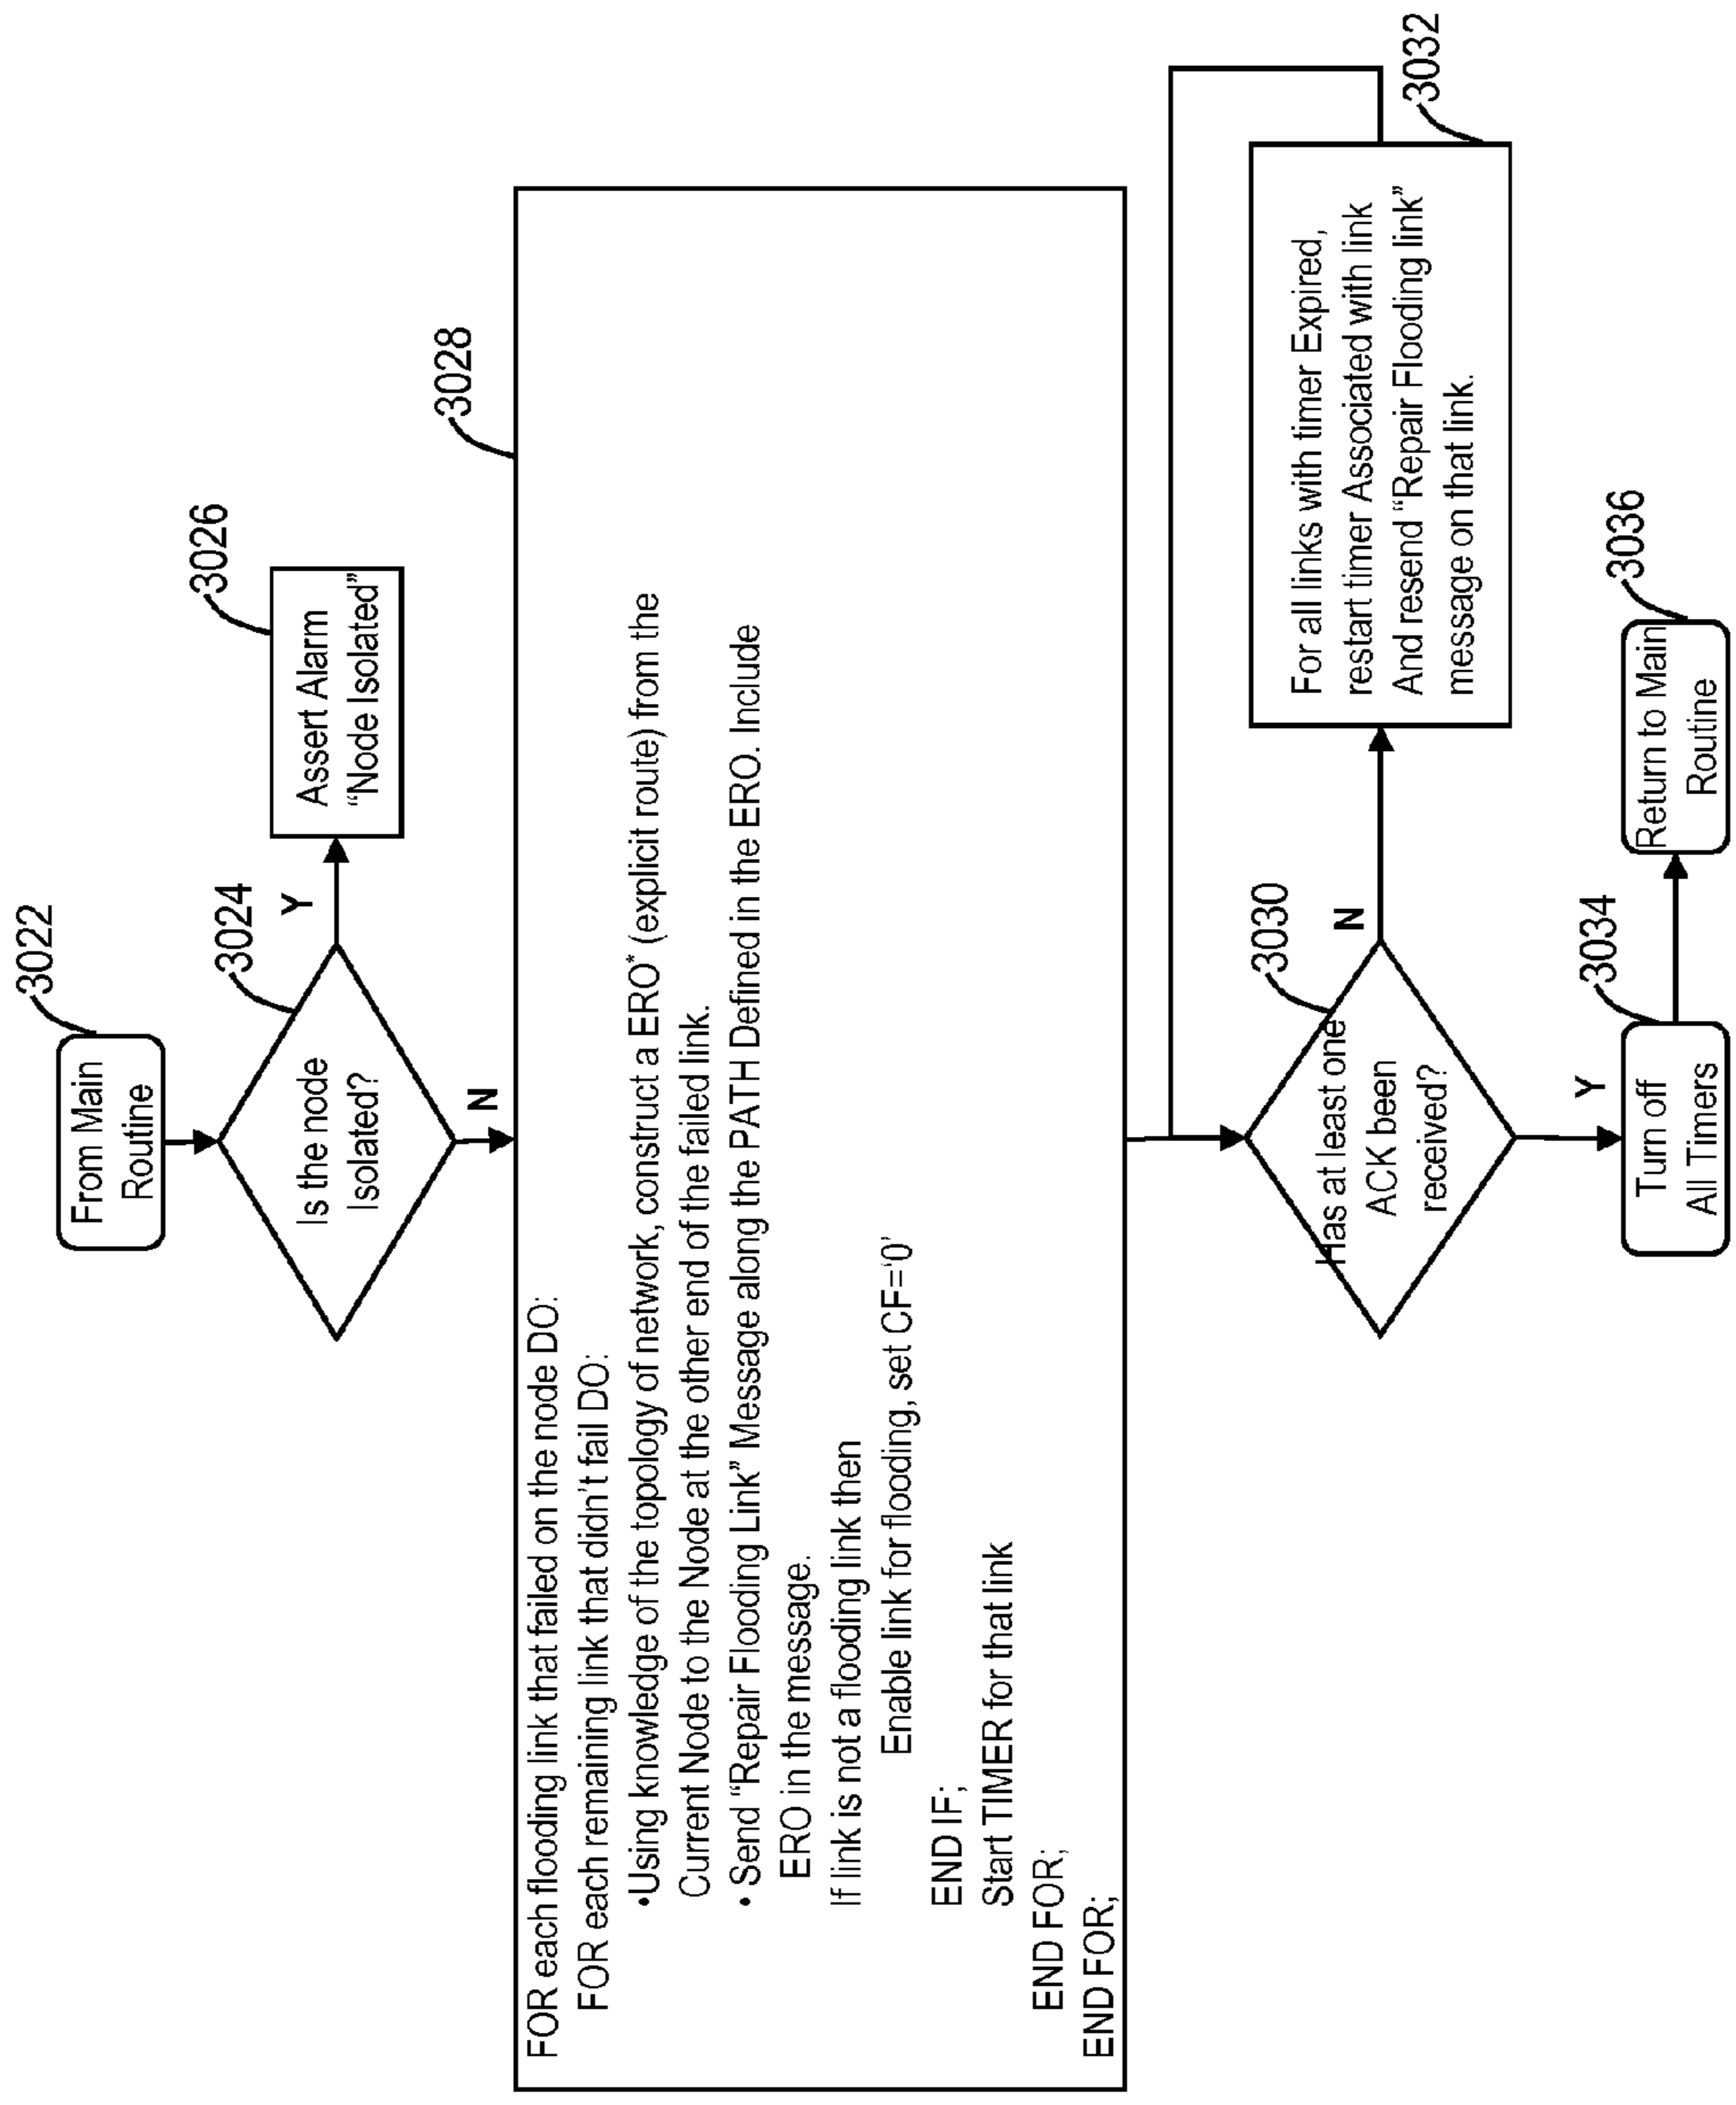 3022
From Main
Routine
3024
Is the node
Isolated?
Y
3026
Assert Alarm
“Node Isolated”
N
3028
FOR each flooding link that failed on the node DO:
FOR each remaining link that didn’t fail DO:
•Using knowledge of the topology of network, construct a ERO* (explicit route) from the
Current Node to the Node at the other end of the failed link.
• Send “Repair Flooding Link” Message along the PATH Defined in the ERO. Include
ERO in the message.
If link is not a flooding link then
Enable link for flooding, set CF=‘0’
END IF;
Start TIMER for that link
END FOR;
END FOR;
3030
Has at least one
ACK been
received?
N
3032
For all links with timer Expired,
restart timer Associated with link
And resend “Repair Flooding link”
message on that link.
Y
3034
Turn off
All Timers
3036
Return to Main
Routine